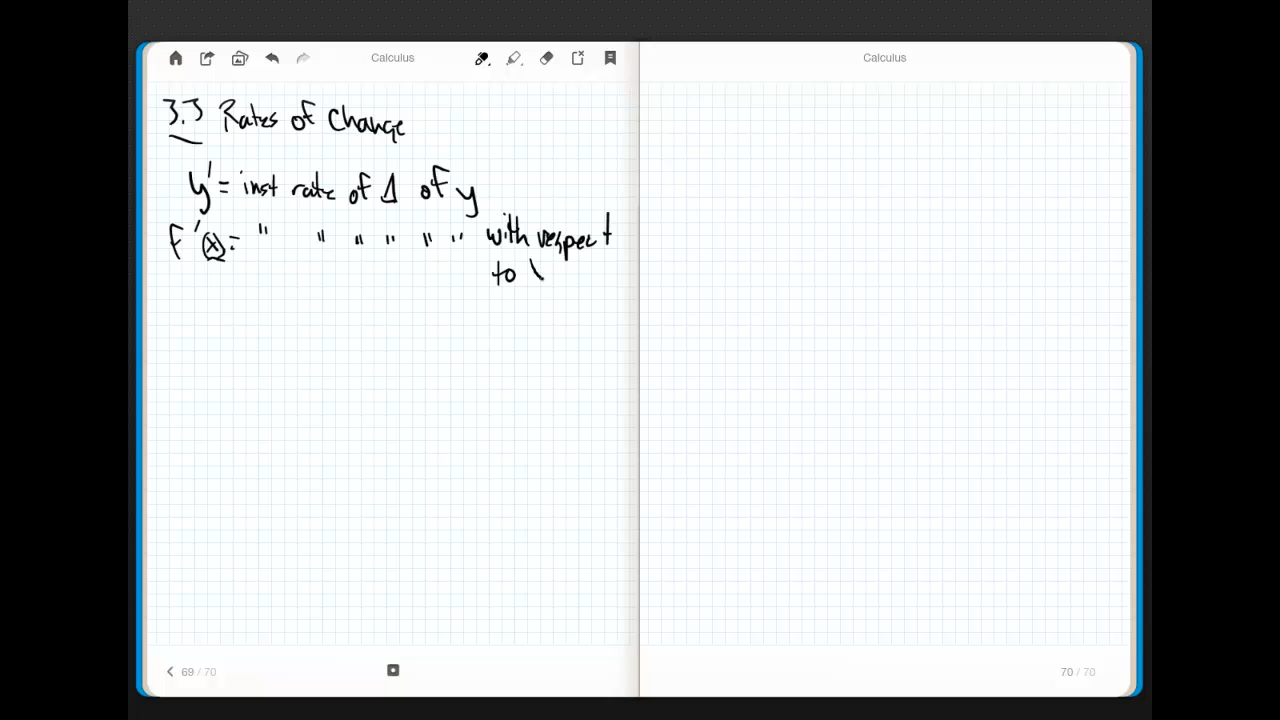 Calculus
3.3 Rates of Change
y' = inst rate of Δ of y
f'(x) = " " " " " " with respect
to \
69 / 70
Calculus
70 / 70